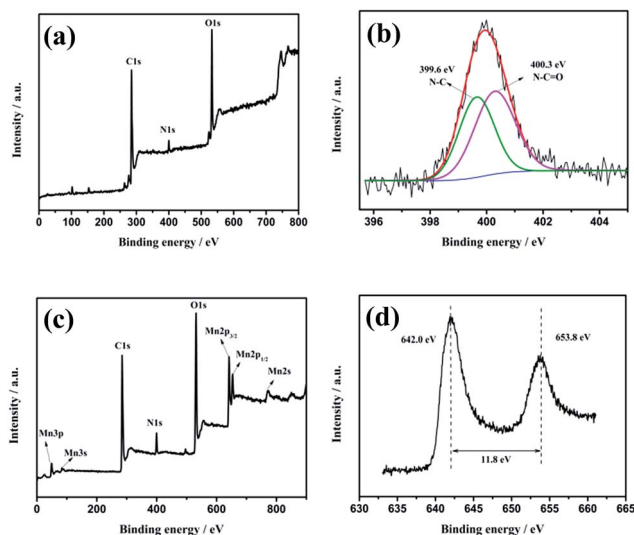 (a)
O1s
C1s
N1s
Intensity / a.u.
0 100 200 300 400 500 600 700 800
Binding energy / eV
(b)
399.6 eV
N-C
400.3 eV
N-C=O
Intensity / a.u.
396 398 400 402 404
Binding energy / eV
(c)
O1s
C1s
Mn2p3/2
Mn2p1/2
Mn2s
N1s
Mn3p
Mn3s
Intensity / a.u.
0 200 400 600 800
Binding energy / eV
(d)
642.0 eV
653.8 eV
11.8 eV
Intensity / a.u.
630 635 640 645 650 655 660 665
Binding energy / eV